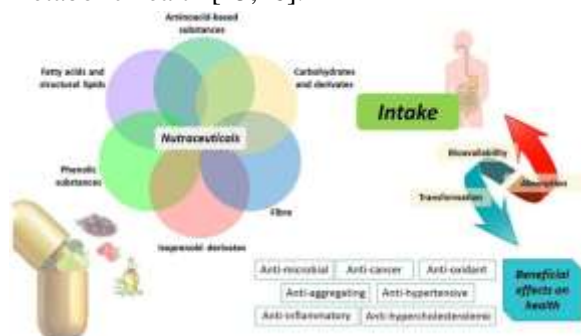 Aminoacid-based
substances
Fatty acids and
structural lipids
Carbohydrates
and derivates
Nutraceuticals
Phenolic
substances
Fibre
Isoprenoid derivates
Intake
Bioavailability
Absorption
Transformation
Anti-microbial
Anti-cancer
Anti-oxidant
Anti-aggregating
Anti-hypertensive
Anti-inflammatory
Anti-hypercholesterolemic
Beneficial
effects on
health